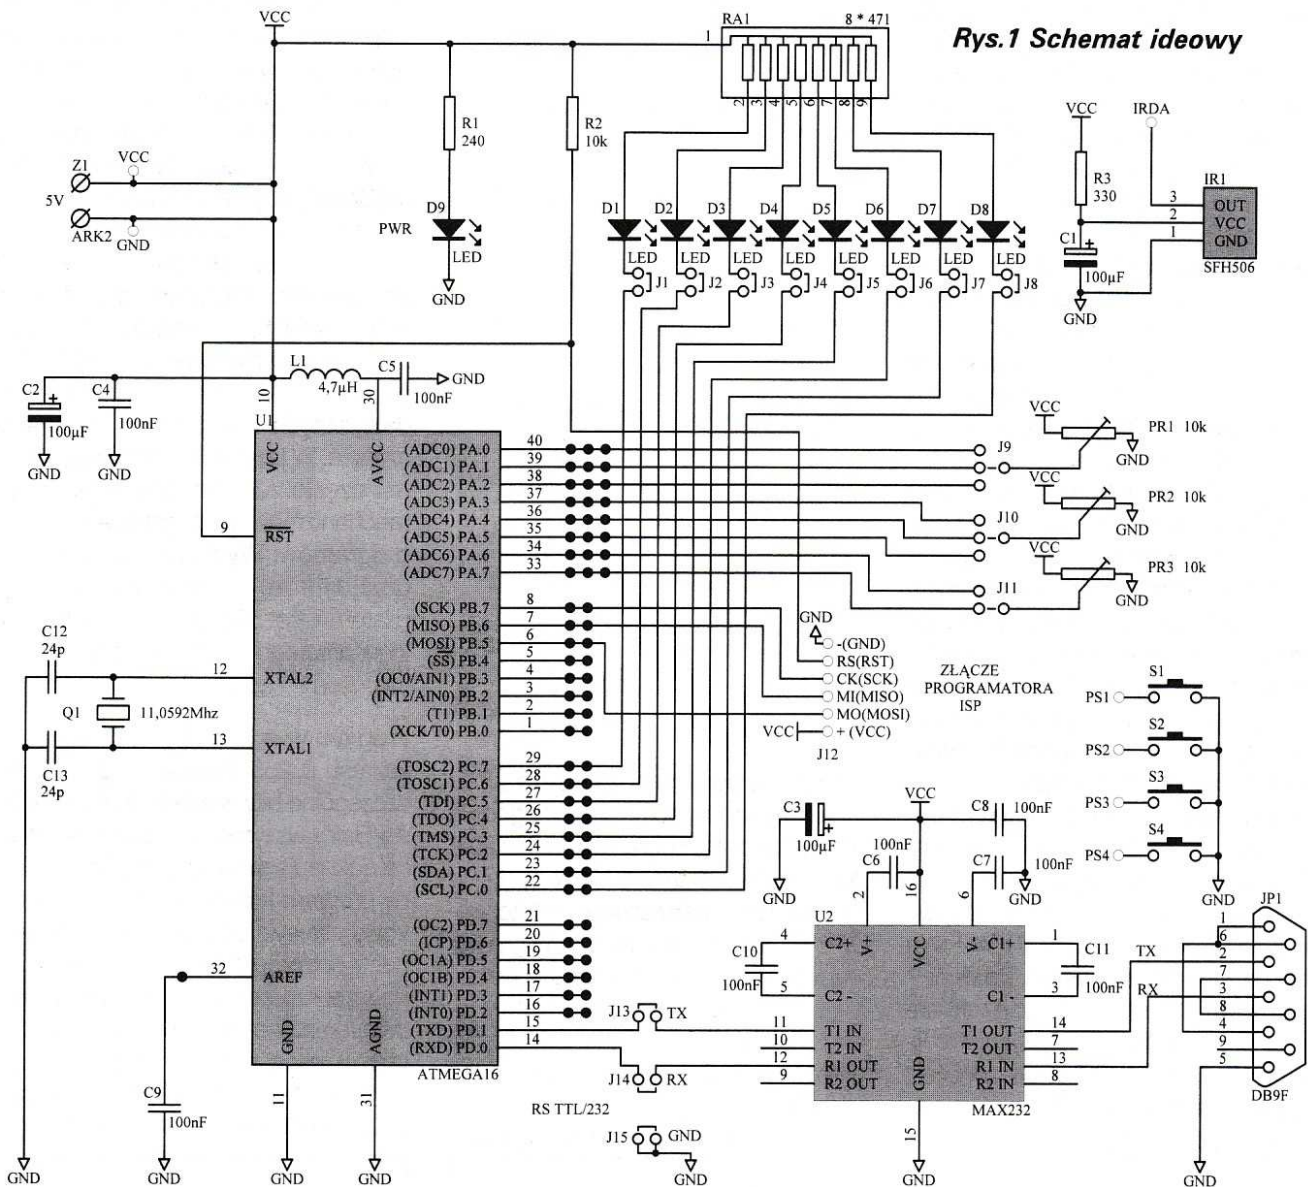 Rys.1 Schemat ideowy
VCC
RA1
8 * 471
1
2
3
4
5
6
7
8
9
R1
240
R2
10k
VCC
IRDA
R3
330
IR1
3
OUT
2
VCC
1
GND
SFH506
C1
+
100µF
GND
Z1
VCC
5V
ARK2
GND
PWR
D9
LED
GND
D1
D2
D3
D4
D5
D6
D7
D8
LED
LED
LED
LED
LED
LED
LED
LED
J1
J2
J3
J4
J5
J6
J7
J8
C2
+
100µF
GND
C4
100nF
GND
10
L1
4,7µH
30
C5
100nF
GND
U1
VCC
AVCC
9
RST
12
XTAL2
13
XTAL1
32
AREF
GND
AGND
11
31
ATMEGA16
(ADC0) PA.0
40
(ADC1) PA.1
39
(ADC2) PA.2
38
(ADC3) PA.3
37
(ADC4) PA.4
36
(ADC5) PA.5
35
(ADC6) PA.6
34
(ADC7) PA.7
33
(SCK) PB.7
8
(MISO) PB.6
7
(MOSI) PB.5
6
(SS) PB.4
5
(OC0/AIN1) PB.3
4
(INT2/AIN0) PB.2
3
(T1) PB.1
2
(XCK/T0) PB.0
1
(TOSC2) PC.7
29
(TOSC1) PC.6
28
(TDI) PC.5
27
(TDO) PC.4
26
(TMS) PC.3
25
(TCK) PC.2
24
(SDA) PC.1
23
(SCL) PC.0
22
(OC2) PD.7
21
(ICP) PD.6
20
(OC1A) PD.5
19
(OC1B) PD.4
18
(INT1) PD.3
17
(INT0) PD.2
16
(TXD) PD.1
15
(RXD) PD.0
14
J9
VCC
PR1 10k
GND
J10
VCC
PR2 10k
GND
J11
VCC
PR3 10k
GND
GND
-(GND)
RS(RST)
CK(SCK)
MI(MISO)
MO(MOSI)
VCC
+ (VCC)
J12
ZŁĄCZE
PROGRAMATORA
ISP
PS1
S1
PS2
S2
PS3
S3
PS4
S4
GND
C12
24p
Q1
11,0592Mhz
C13
24p
C9
100nF
GND
GND
GND
GND
C3
+
100µF
GND
VCC
C8
100nF
100nF
C6
C7
100nF
GND
2
16
6
U2
4
C2+
V+
VCC
V-
C1+
1
C10
100nF
5
C2 -
C1 -
3
C11
100nF
J13
TX
11
T1 IN
T1 OUT
14
10
T2 IN
T2 OUT
7
12
R1 OUT
R1 IN
13
9
R2 OUT
R2 IN
8
GND
MAX232
15
GND
J14
RX
RS TTL/232
J15
GND
GND
JP1
TX
RX
1
6
2
7
3
8
4
9
5
DB9F
GND